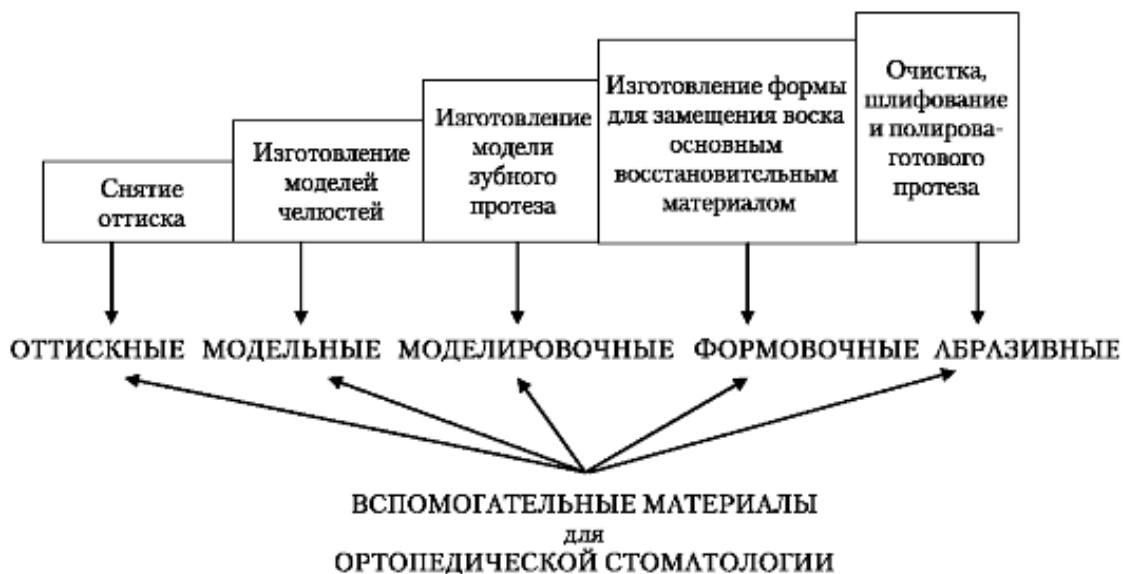 Снятие
оттиска
Изготовление
моделей
челюстей
Изготовление
модели
зубного
протеза
Изготовление формы
для замещения воска
основным
восстановительным
материалом
Очистка,
шлифование
и полирова-
готового
протеза
ОТТИСКНЫЕ МОДЕЛЬНЫЕ МОДЕЛИРОВОЧНЫЕ ФОРМОВОЧНЫЕ АБРАЗИВНЫЕ
ВСПОМОГАТЕЛЬНЫЕ МАТЕРИАЛЫ
для
ОРТОПЕДИЧЕСКОЙ СТОМАТОЛОГИИ